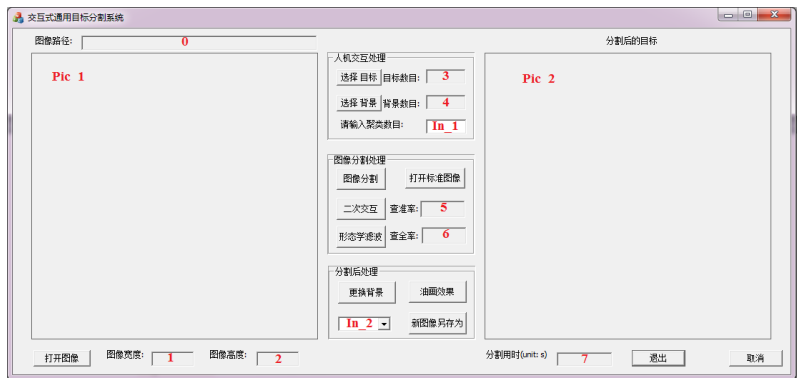 交互式通用目标分割系统
图像路径: 0
分割后的目标
Pic 1
人机交互处理
选择 目标 目标数目: 3
选择 背景 背景数目: 4
请输入聚类数目: In_1
Pic 2
图像分割处理
图像分割 打开标准图像
二次交互 查准率: 5
形态学滤波 查全率: 6
分割后处理
更换背景 油画效果
In_2 新图像另存为
打开图像 图像宽度: 1 图像高度: 2
分割用时(unit: s) 7 退出 取消